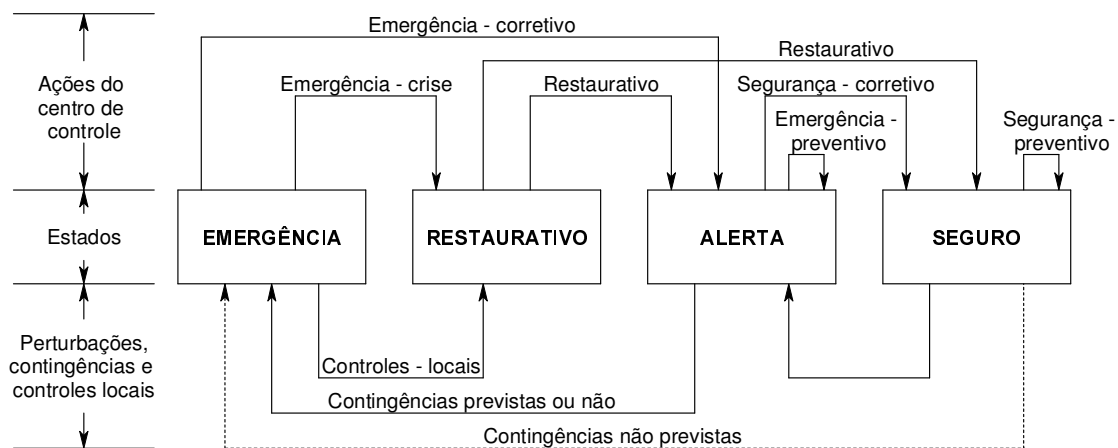 Emergência - corretivo
Restaurativo
Ações do
centro de
controle
Emergência - crise
Restaurativo
Segurança - corretivo
Emergência -
preventivo
Segurança -
preventivo
Estados
EMERGÊNCIA
RESTAURATIVO
ALERTA
SEGURO
Perturbações,
contingências e
controles locais
Controles - locais
Contingências previstas ou não
Contingências não previstas